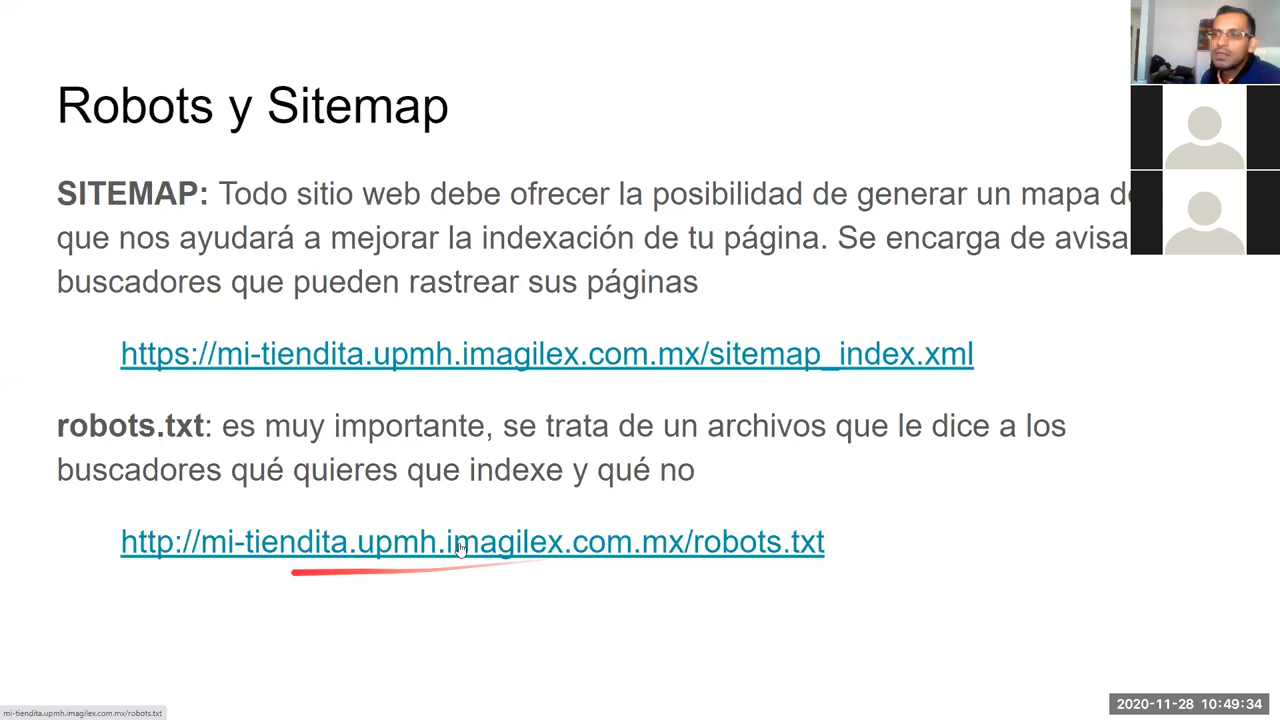 Robots y Sitemap
SITEMAP: Todo sitio web debe ofrecer la posibilidad de generar un mapa de
que nos ayudará a mejorar la indexación de tu página. Se encarga de avisa
buscadores que pueden rastrear sus páginas
https://mi-tiendita.upmh.imagilex.com.mx/sitemap_index.xml
robots.txt: es muy importante, se trata de un archivos que le dice a los
buscadores qué quieres que indexe y qué no
http://mi-tiendita.upmh.imagilex.com.mx/robots.txt
mi-tiendita.upmh.imagilex.com.mx/robots.txt
2020-11-28 10:49:34